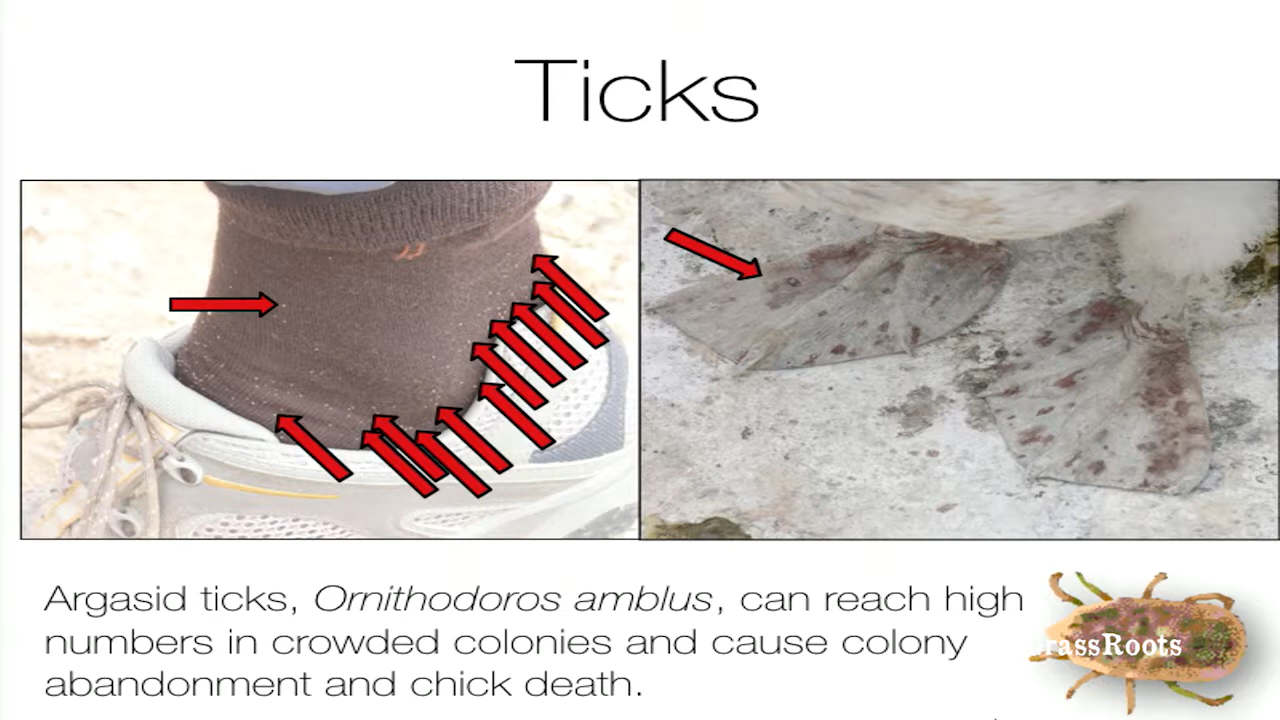 Ticks
Argasid ticks, Ornithodoros amblus, can reach high
numbers in crowded colonies and cause colony
abandonment and chick death.
rassRoots